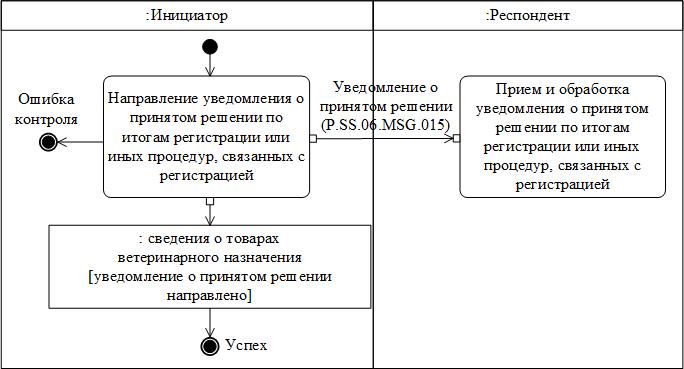 :Инициатор
:Респондент
Ошибка
контроля
Направление уведомления о
принятом решении по
итогам регистрации или
иных процедур, связанных с
регистрацией
Уведомление о
принятом решении
(P.SS.06.MSG.015)
Прием и обработка
уведомления о принятом
решении по итогам
регистрации или иных
процедур, связанных с
регистрацией
: сведения о товарах
ветеринарного назначения
[уведомление о принятом решении
направлено]
Успех